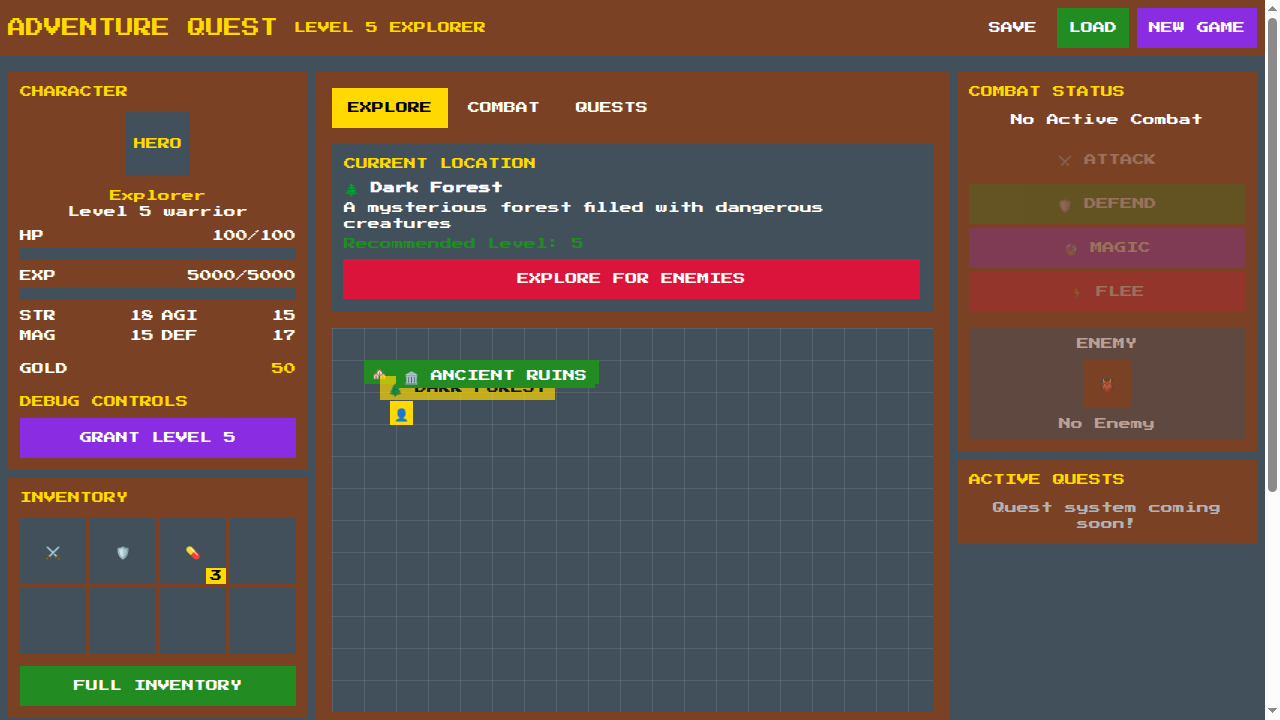 ADVENTURE QUEST
LEVEL 5 EXPLORER
SAVE
LOAD
NEW GAME
CHARACTER
HERO
Explorer
Level 5 warrior
HP 100/100
EXP 5000/5000
STR 18 AGI 15
MAG 15 DEF 17
GOLD 50
DEBUG CONTROLS
GRANT LEVEL 5
INVENTORY
3
FULL INVENTORY
EXPLORE
COMBAT
QUESTS
CURRENT LOCATION
Dark Forest
A mysterious forest filled with dangerous
creatures
Recommended Level: 5
EXPLORE FOR ENEMIES
ANCIENT RUINS
DARK FOREST
COMBAT STATUS
No Active Combat
ATTACK
DEFEND
MAGIC
FLEE
ENEMY
No Enemy
ACTIVE QUESTS
Quest system coming
soon!